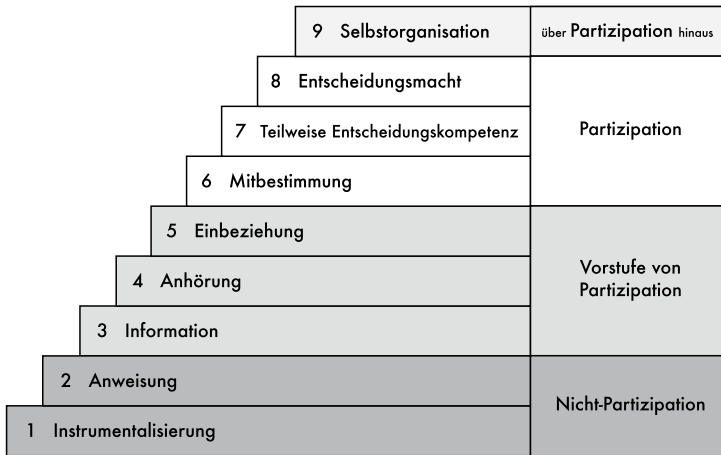 9 Selbstorganisation
über Partizipation hinaus
8 Entscheidungsmacht
7 Teilweise Entscheidungskompetenz
Partizipation
6 Mitbestimmung
5 Einbeziehung
4 Anhörung
Vorstufe von
Partizipation
3 Information
2 Anweisung
Nicht-Partizipation
1 Instrumentalisierung